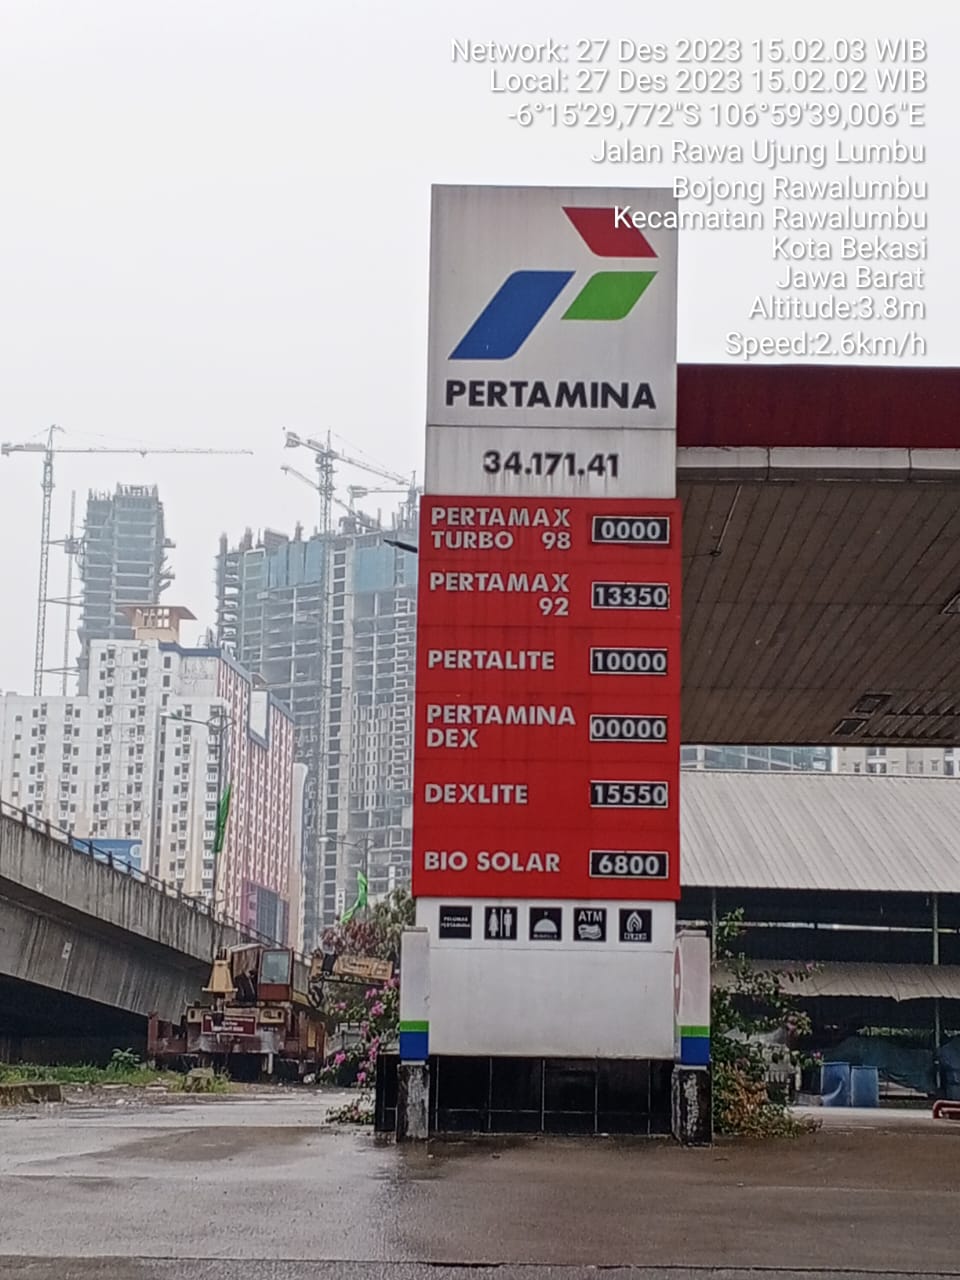 Network: 27 Des 2023 15.02.03 WIB
Local: 27 Des 2023 15.02.02 WIB
-6°15'29,772"S 106°59'39,006"E
Jalan Rawa Ujung Lumbu
Bojong Rawalumbu
Kecamatan Rawalumbu
Kota Bekasi
Jawa Barat
Altitude:3.8m
Speed:2.6km/h
PERTAMINA
34.171.41
PERTAMAX
TURBO 98 0000
PERTAMAX
92 13350
PERTALITE 10000
PERTAMINA
DEX 00000
DEXLITE 15550
BIO SOLAR 6800
ATM